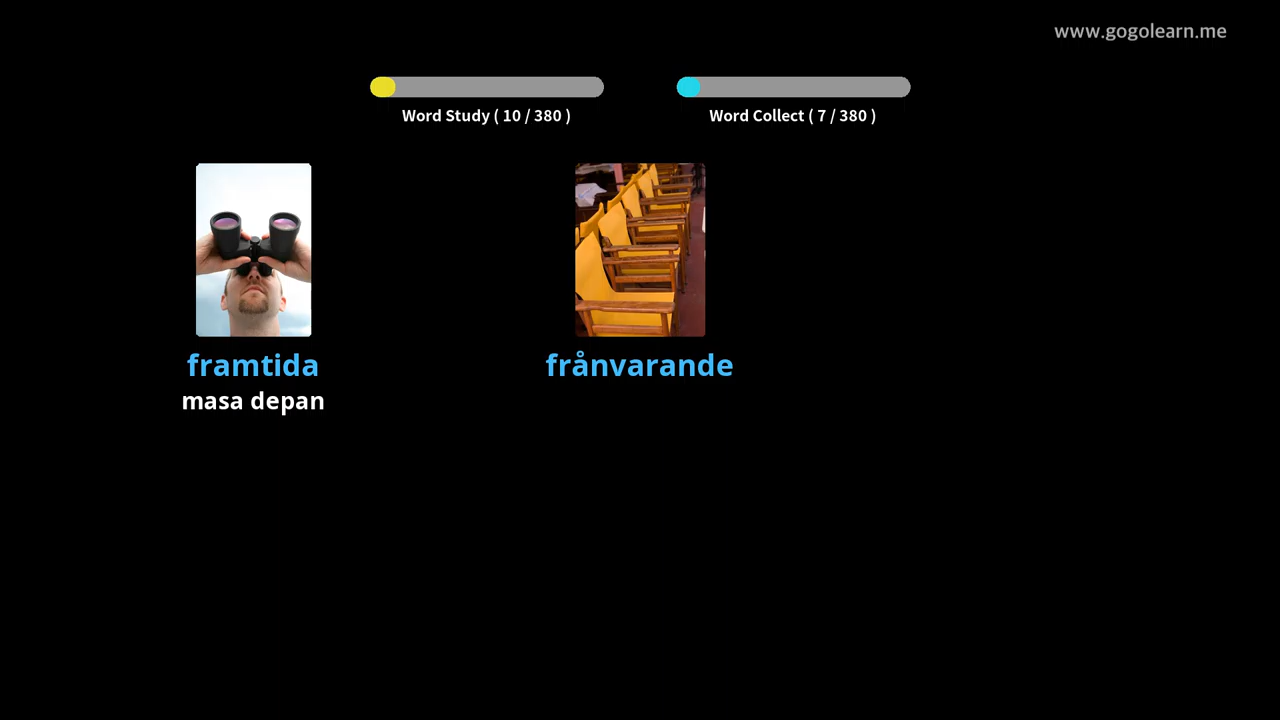 www.gogolearn.me
Word Study ( 10 / 380 )
Word Collect ( 7 / 380 )
framtida
masa depan
frånvarande